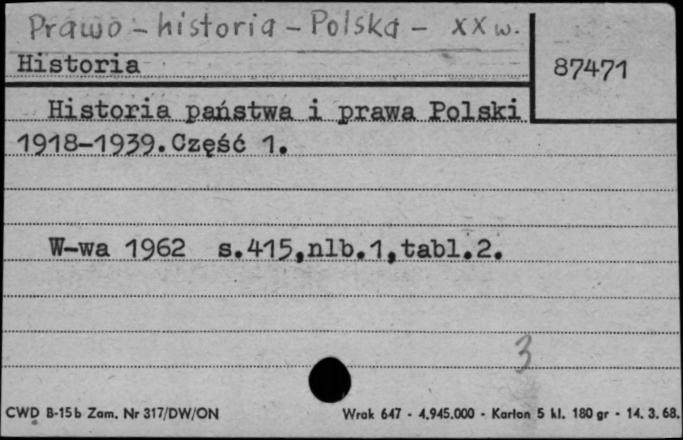 Prawo - historia - Polska - XX w.
Historia
87471
Historia państwa i prawa Polski
1918-1939.Część 1.
W-wa 1962 s.415,nlb.1,tabl.2.
3
CWD B-15b Zam. Nr 317/DW/ON
Wrak 647 - 4.945.000 - Karton 5 kl. 180 gr - 14. 3. 68.